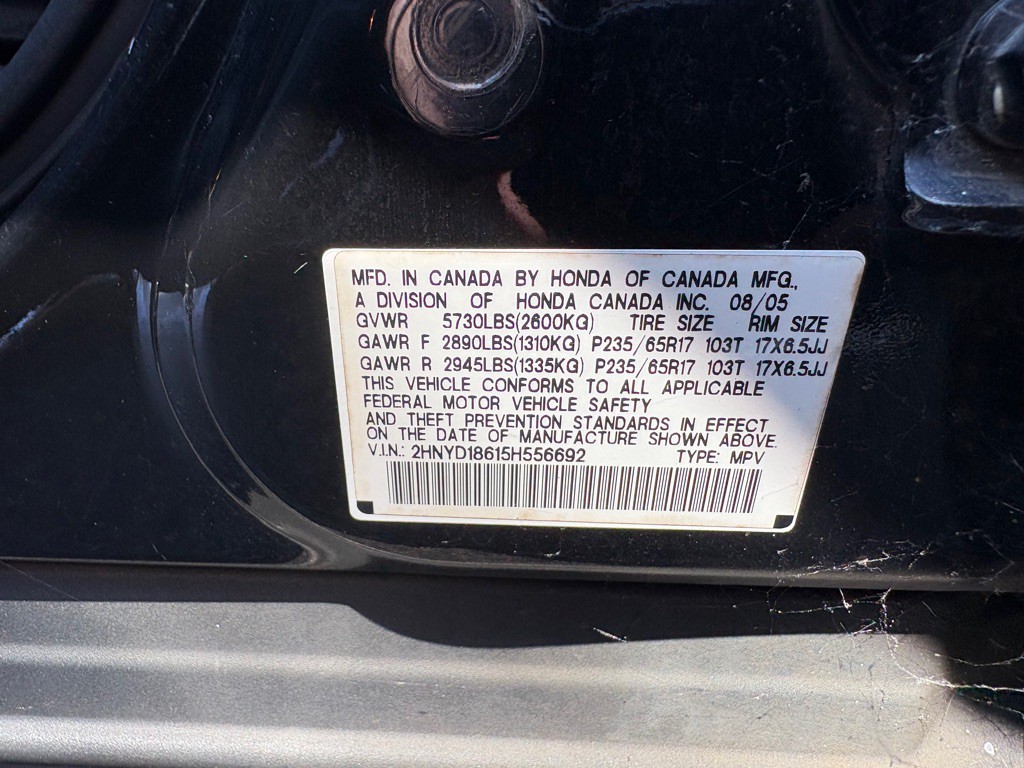 MFD. IN CANADA BY HONDA OF CANADA MFG.,
A DIVISION OF HONDA CANADA INC. 08/05
GVWR 5730LBS(2600KG) TIRE SIZE RIM SIZE
GAWR F 2890LBS(1310KG) P235/65R17 103T 17X6.5JJ
GAWR R 2945LBS(1335KG) P235/65R17 103T 17X6.5JJ
THIS VEHICLE CONFORMS TO ALL APPLICABLE
FEDERAL MOTOR VEHICLE SAFETY
AND THEFT PREVENTION STANDARDS IN EFFECT
ON THE DATE OF MANUFACTURE SHOWN ABOVE.
V.I.N.: 2HNYD18615H556692 TYPE: MPV